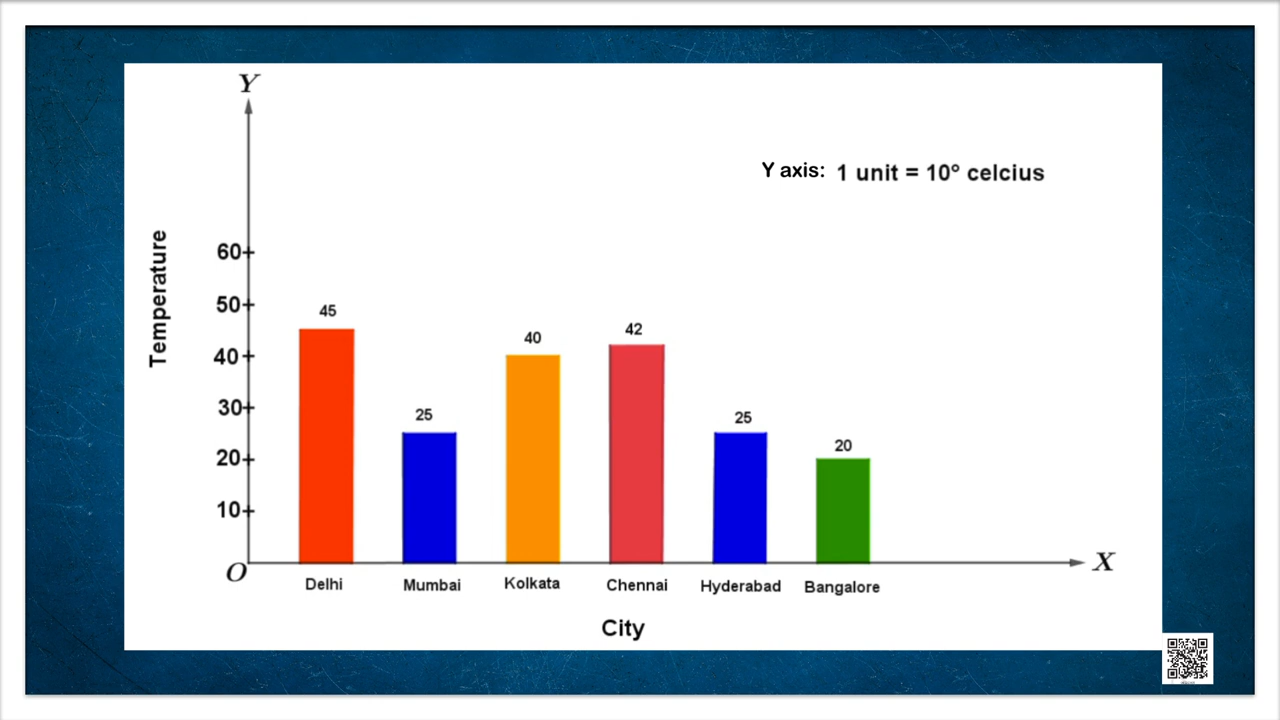 Y
Y axis: 1 unit = 10° celcius
Temperature
60
50
40
30
20
10
45
25
40
42
25
20
O
X
Delhi
Mumbai
Kolkata
Chennai
Hyderabad
Bangalore
City